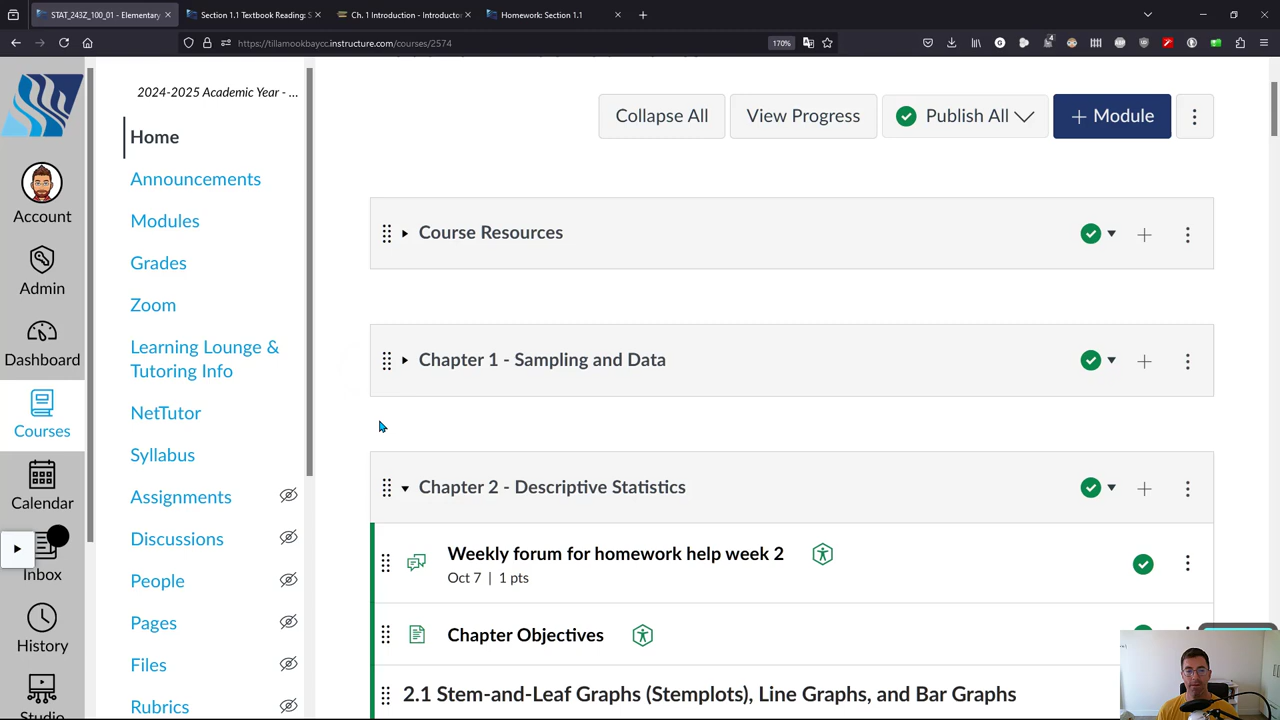 STAT_243Z_100_01 - Elementary
Section 1.1 Textbook Reading: S
Ch. 1 Introduction - Introductor
Homework: Section 1.1
https://tillamookbaycc.instructure.com/courses/2574
170%
2024-2025 Academic Year - ...
Home
Announcements
Modules
Grades
Zoom
Learning Lounge &
Tutoring Info
NetTutor
Syllabus
Assignments
Discussions
People
Pages
Files
Rubrics
Account
Admin
Dashboard
Courses
Calendar
Inbox
History
Studio
Collapse All
View Progress
Publish All
+ Module
Course Resources
Chapter 1 - Sampling and Data
Chapter 2 - Descriptive Statistics
Weekly forum for homework help week 2
Oct 7 | 1 pts
Chapter Objectives
2.1 Stem-and-Leaf Graphs (Stemplots), Line Graphs, and Bar Graphs